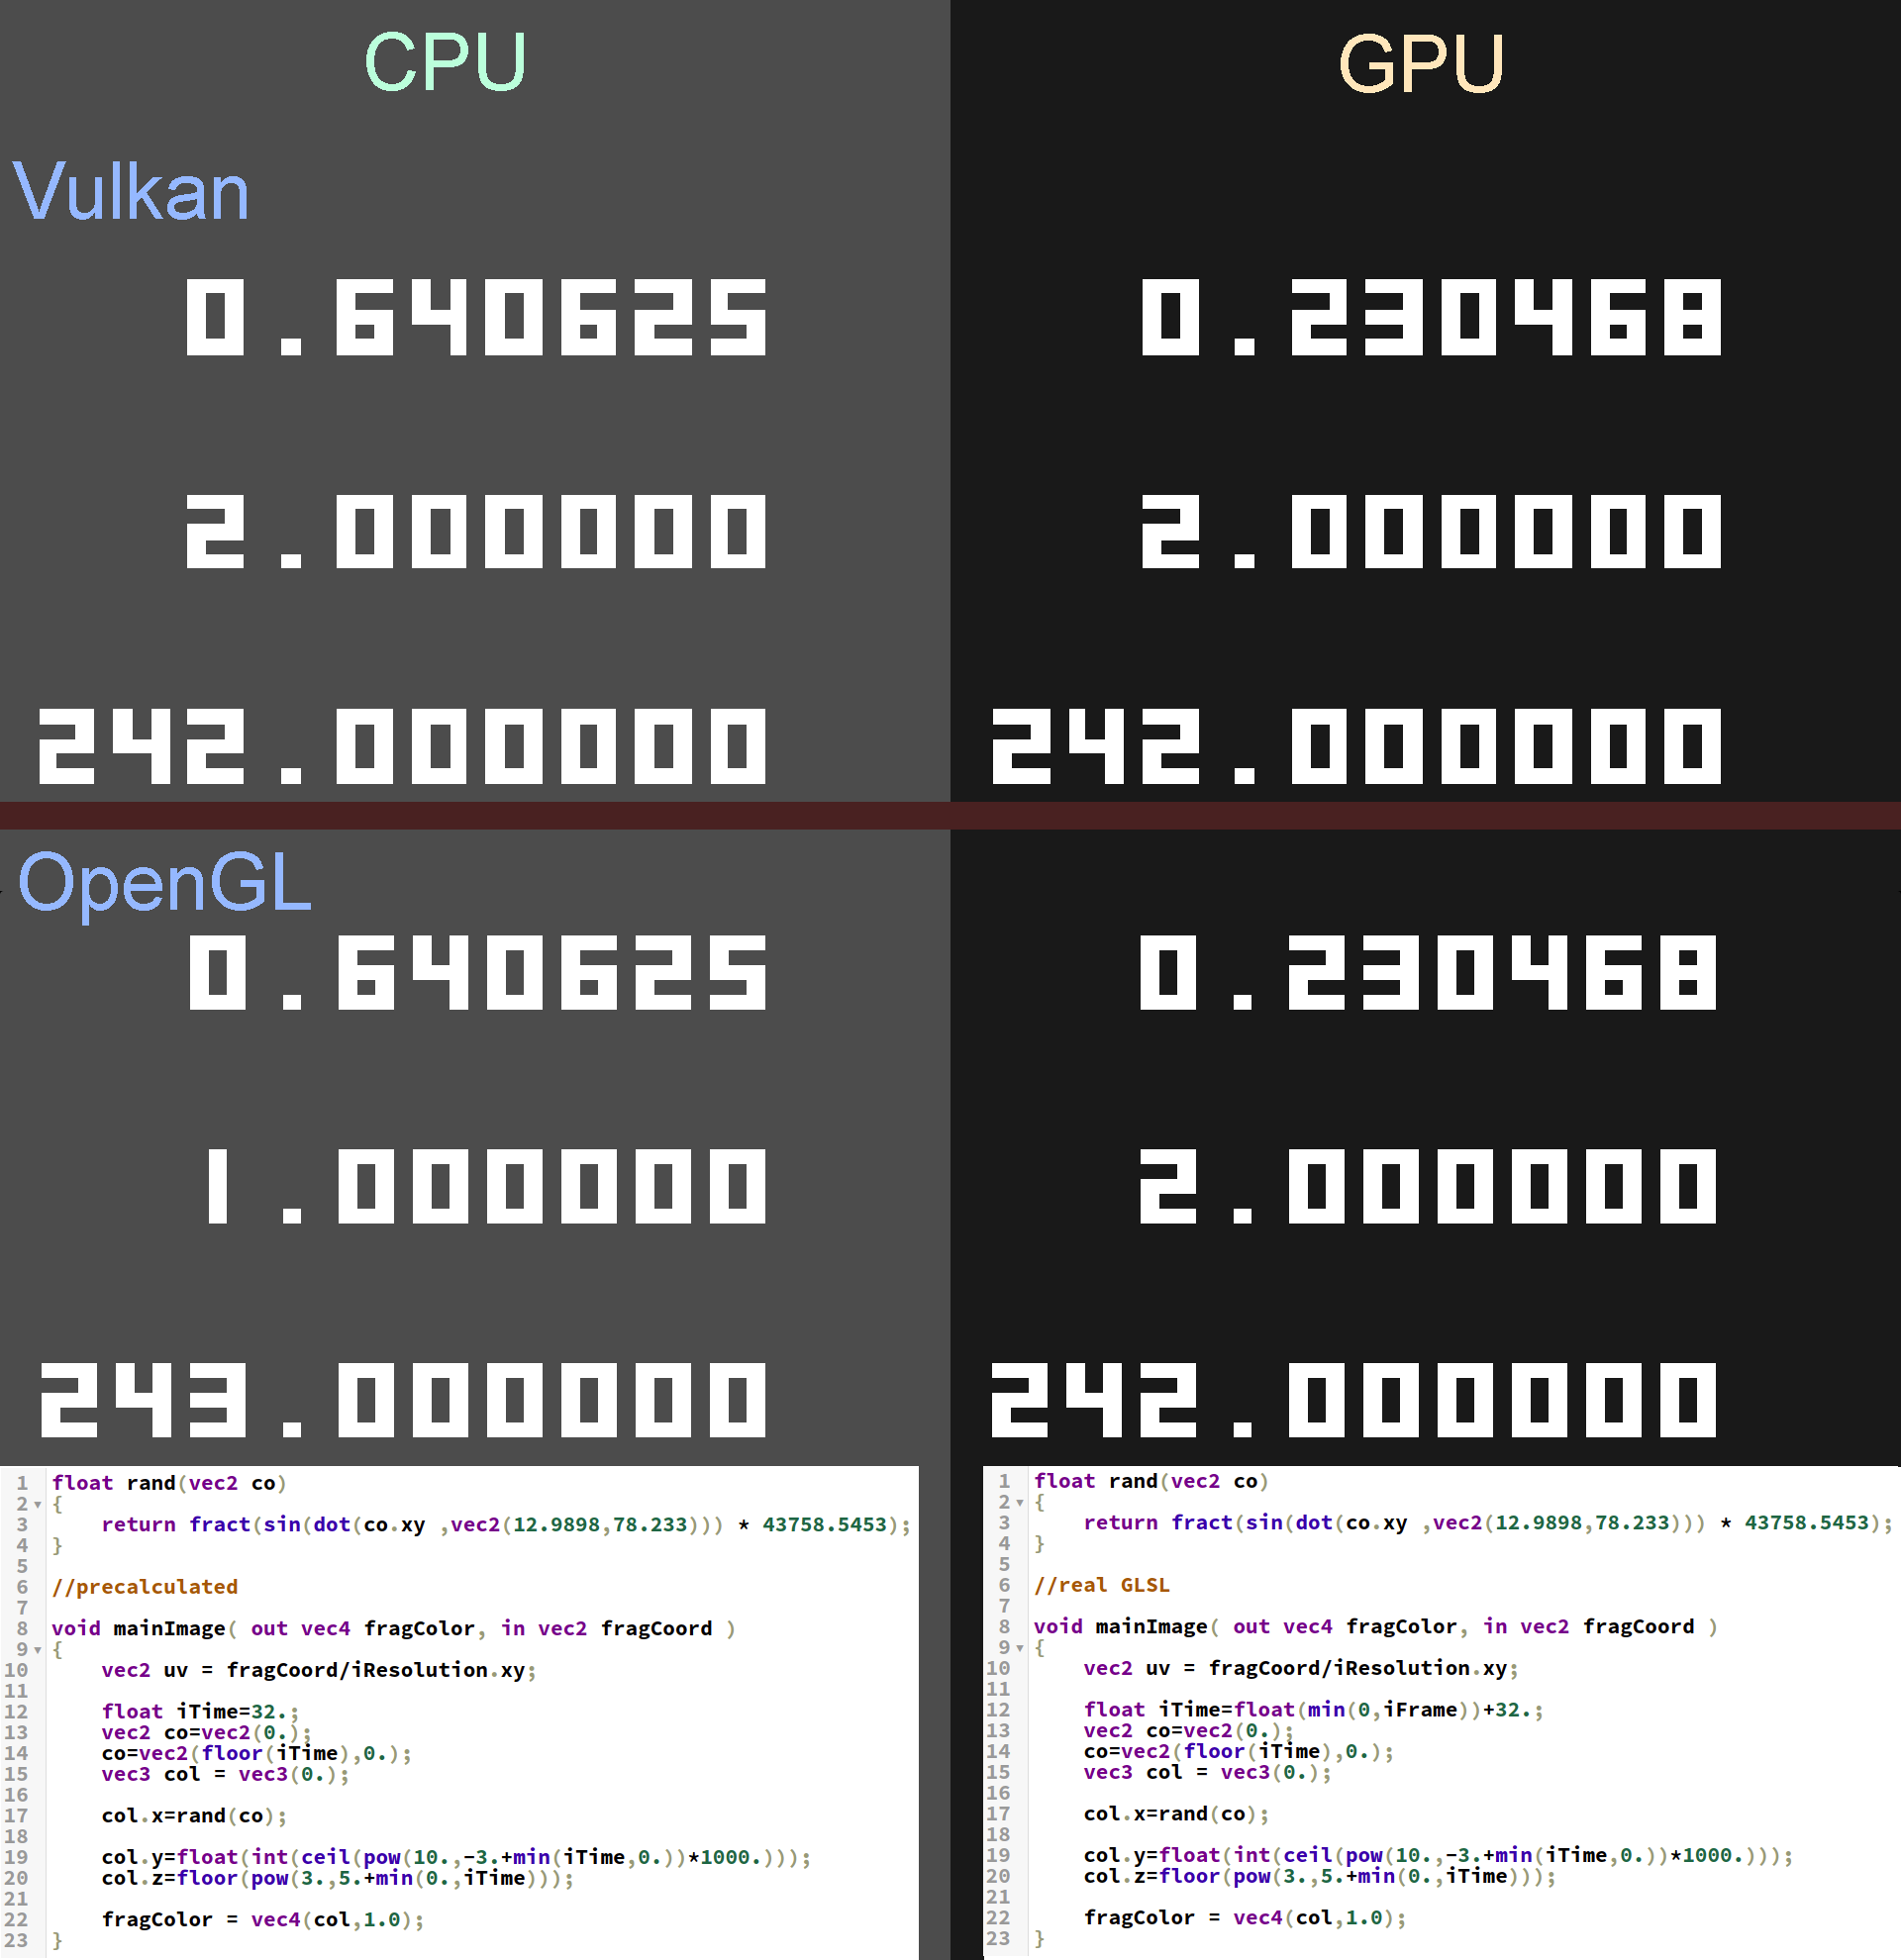 CPU
GPU
Vulkan
0.640625
0.230468
2.000000
2.000000
242.000000
242.000000
OpenGL
0.640625
0.230468
1.000000
2.000000
243.000000
242.000000
1 float rand(vec2 co)
2 {
3     return fract(sin(dot(co.xy ,vec2(12.9898,78.233))) * 43758.5453);
4 }
5
6 //precalculated
7
8 void mainImage( out vec4 fragColor, in vec2 fragCoord )
9 {
10     vec2 uv = fragCoord/iResolution.xy;
11
12     float iTime=32.;
13     vec2 co=vec2(0.);
14     co=vec2(floor(iTime),0.);
15     vec3 col = vec3(0.);
16
17     col.x=rand(co);
18
19     col.y=float(int(ceil(pow(10.,-3.+min(iTime,0.))*1000.)));
20     col.z=floor(pow(3.,5.+min(0.,iTime)));
21
22     fragColor = vec4(col,1.0);
23 }
1 float rand(vec2 co)
2 {
3     return fract(sin(dot(co.xy ,vec2(12.9898,78.233))) * 43758.5453);
4 }
5
6 //real GLSL
7
8 void mainImage( out vec4 fragColor, in vec2 fragCoord )
9 {
10     vec2 uv = fragCoord/iResolution.xy;
11
12     float iTime=float(min(0,iFrame))+32.;
13     vec2 co=vec2(0.);
14     co=vec2(floor(iTime),0.);
15     vec3 col = vec3(0.);
16
17     col.x=rand(co);
18
19     col.y=float(int(ceil(pow(10.,-3.+min(iTime,0.))*1000.)));
20     col.z=floor(pow(3.,5.+min(0.,iTime)));
21
22     fragColor = vec4(col,1.0);
23 }